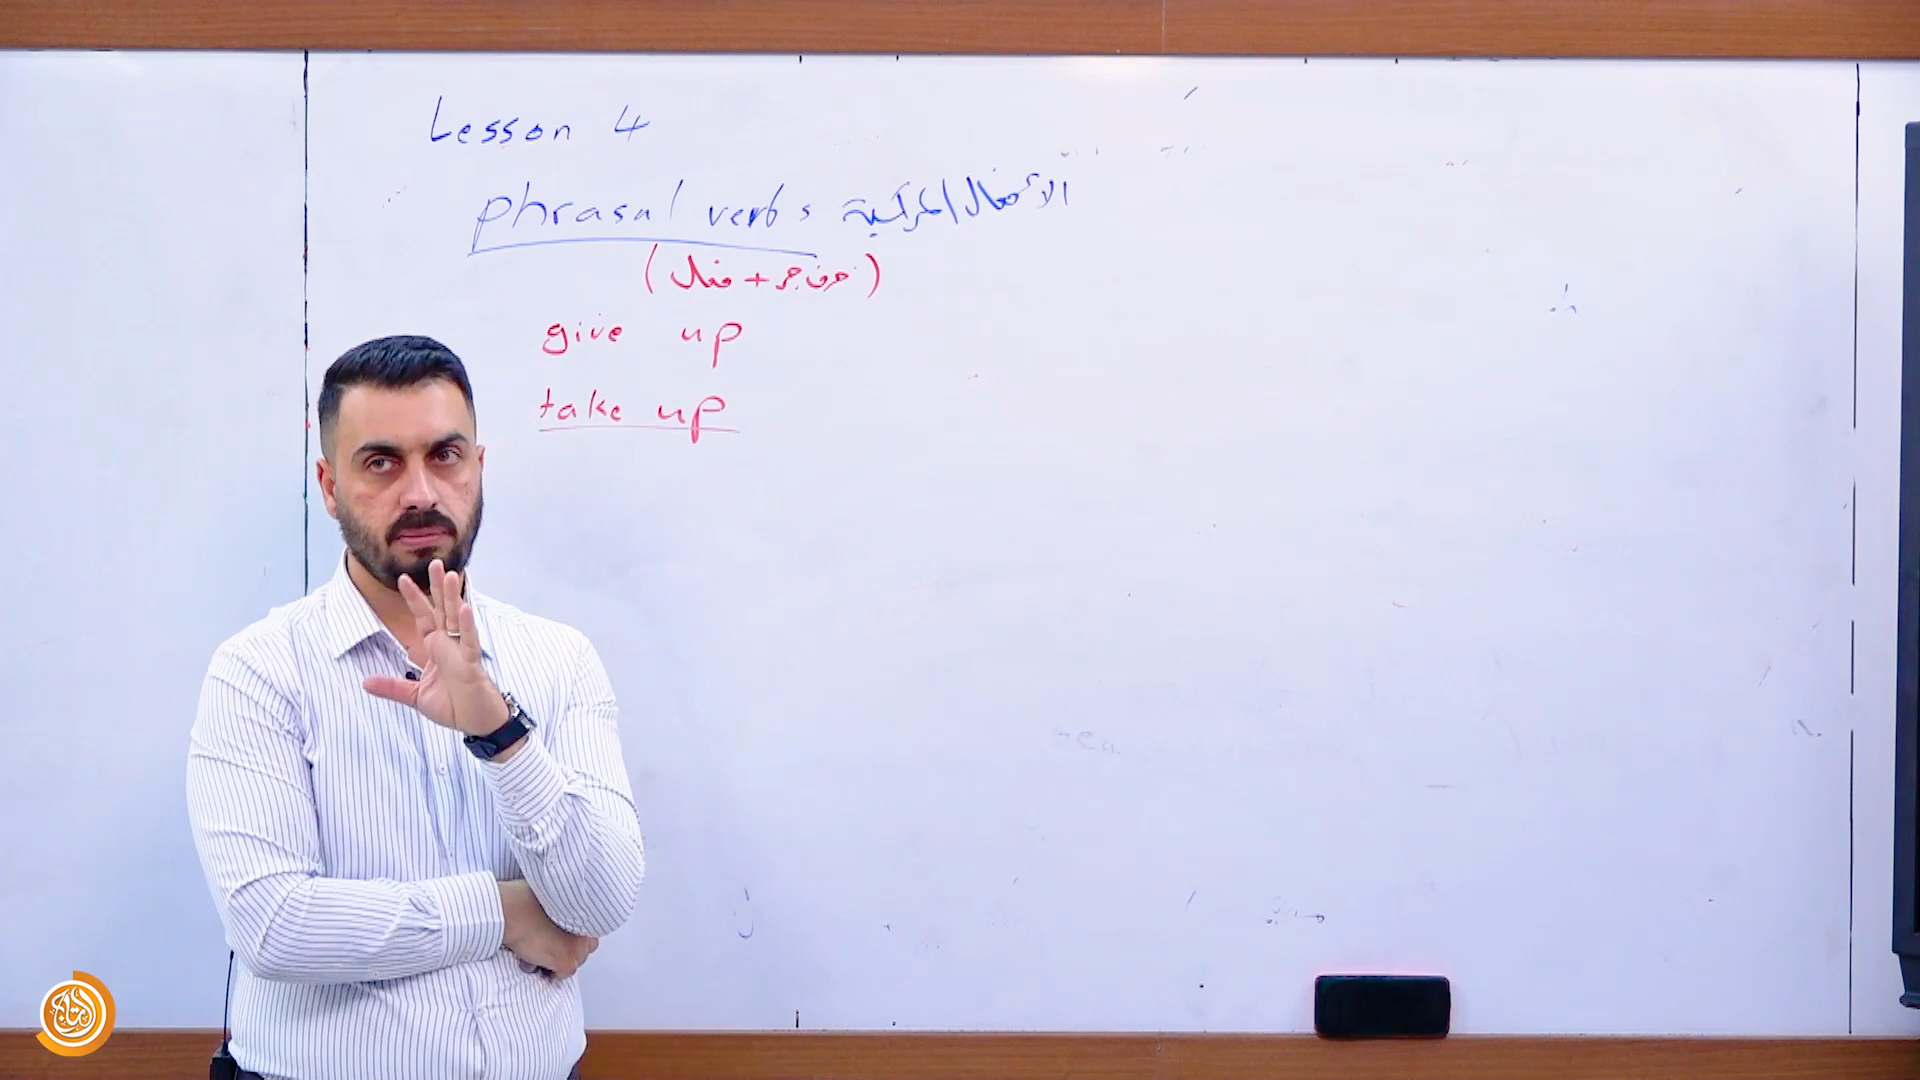 Lesson 4
phrasal verbs الأفعال المركبة
(حرف جر + فعل)
give up
take up